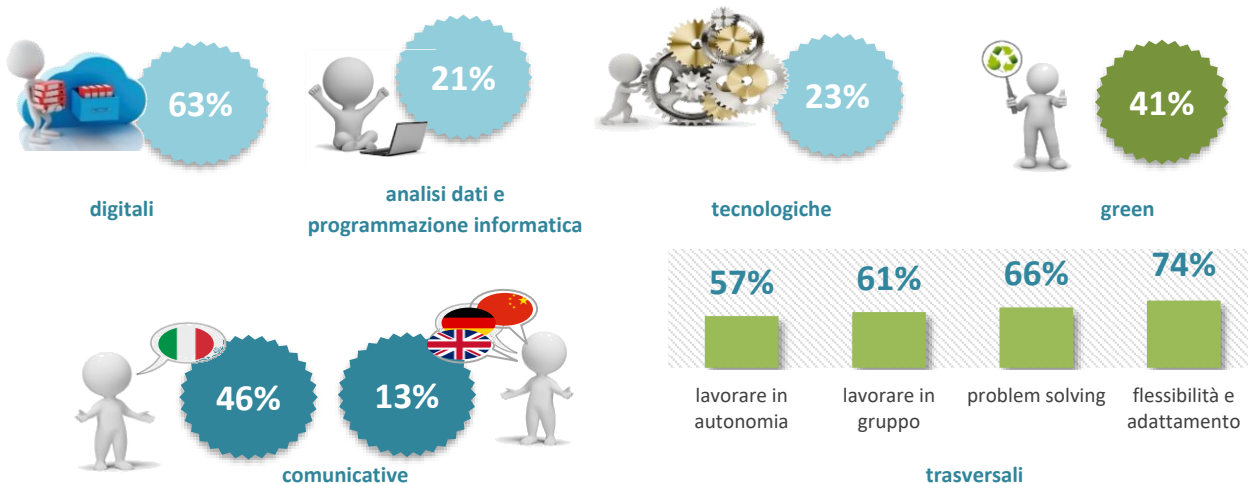 63%
21%
23%
41%
digitali
analisi dati e
programmazione informatica
tecnologiche
green
46%
13%
comunicative
57%
61%
66%
74%
lavorare in
autonomia
lavorare in
gruppo
problem solving
flessibilità e
adattamento
trasversali